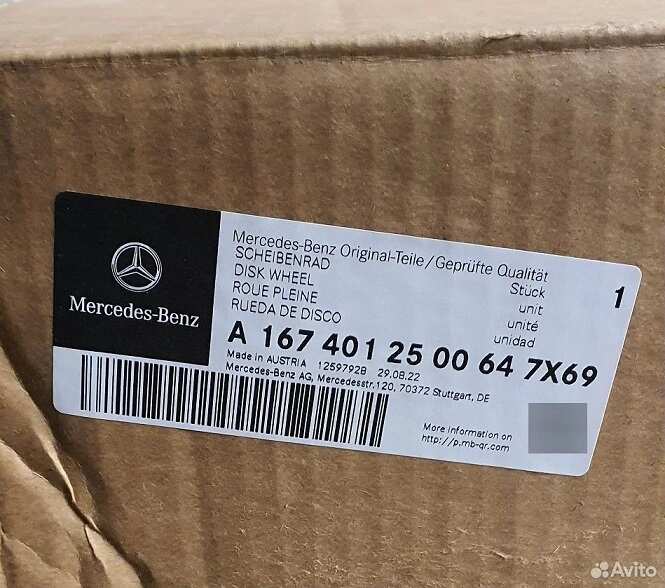 Mercedes-Benz
Mercedes-Benz Original-Teile/Geprüfte Qualität
SCHEIBENRAD
DISK WHEEL
ROUE PLEINE
RUEDA DE DISCO
Stück
unit
unité
unidad
1
A 167 401 25 00 64 7X69
Made in AUSTRIA 12597928 29.08.22
Mercedes-Benz AG, Mercedesstr.120, 70372 Stuttgart, DE
More information on
http://p.mb-qr.com
Avito